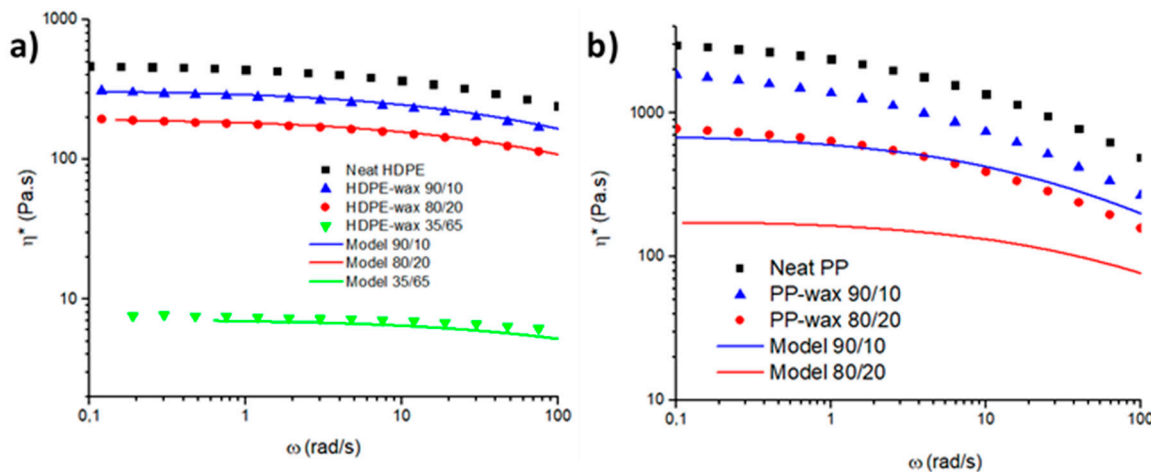 a)
1000
100
10
η* (Pa.s)
Neat HDPE
HDPE-wax 90/10
HDPE-wax 80/20
HDPE-wax 35/65
Model 90/10
Model 80/20
Model 35/65
0.1
1
10
100
ω (rad/s)
b)
1000
100
10
η* (Pa.s)
Neat PP
PP-wax 90/10
PP-wax 80/20
Model 90/10
Model 80/20
0.1
1
10
100
ω (rad/s)